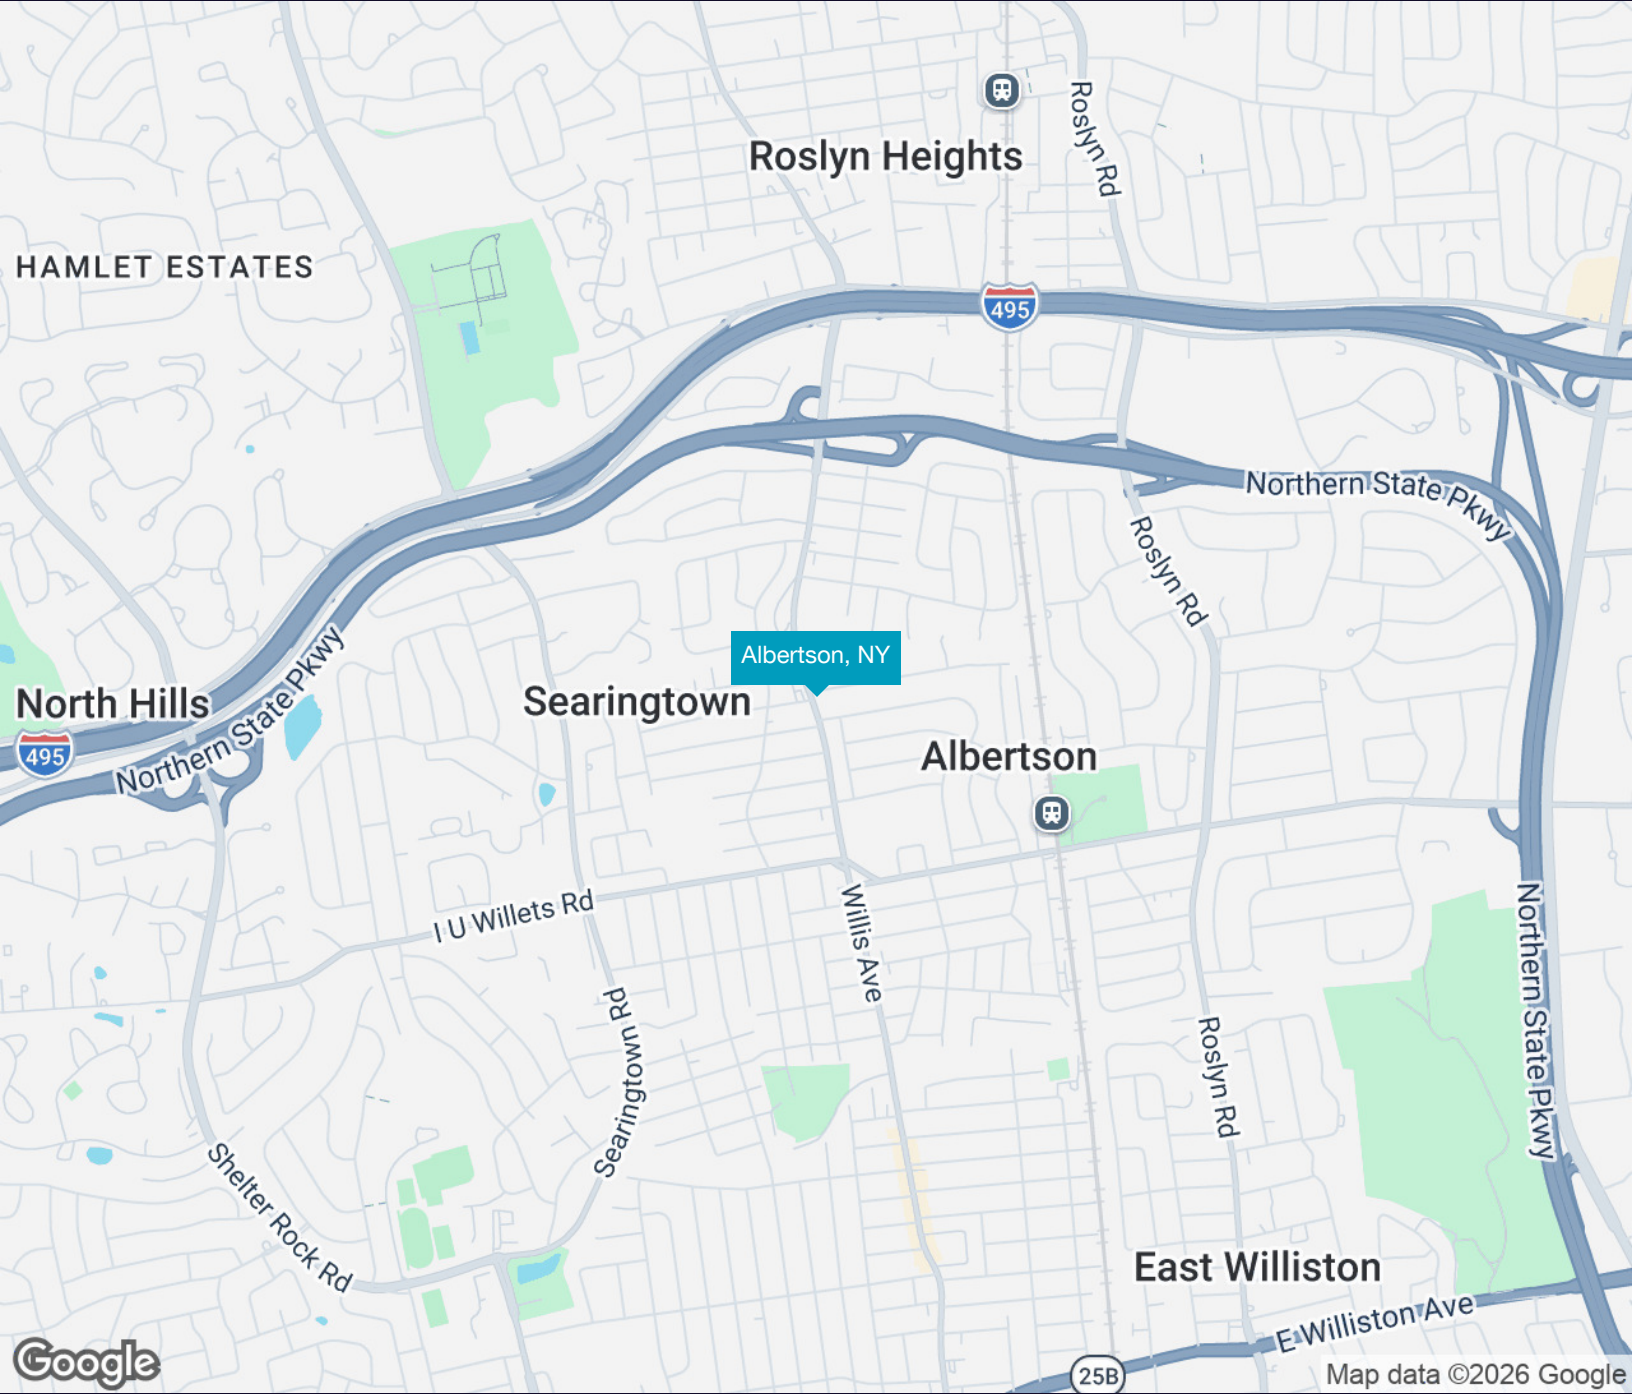 Roslyn Rd
Roslyn Heights
HAMLET ESTATES
495
Northern State Pkwy
Roslyn Rd
Albertson, NY
Northern State Pkwy
North Hills
Searingtown
495
Albertson
I U Willets Rd
Willis Ave
Northern State Pkwy
Searingtown Rd
Roslyn Rd
Shelter Rock Rd
East Williston
E Williston Ave
Google
25B
Map data ©2026 Google